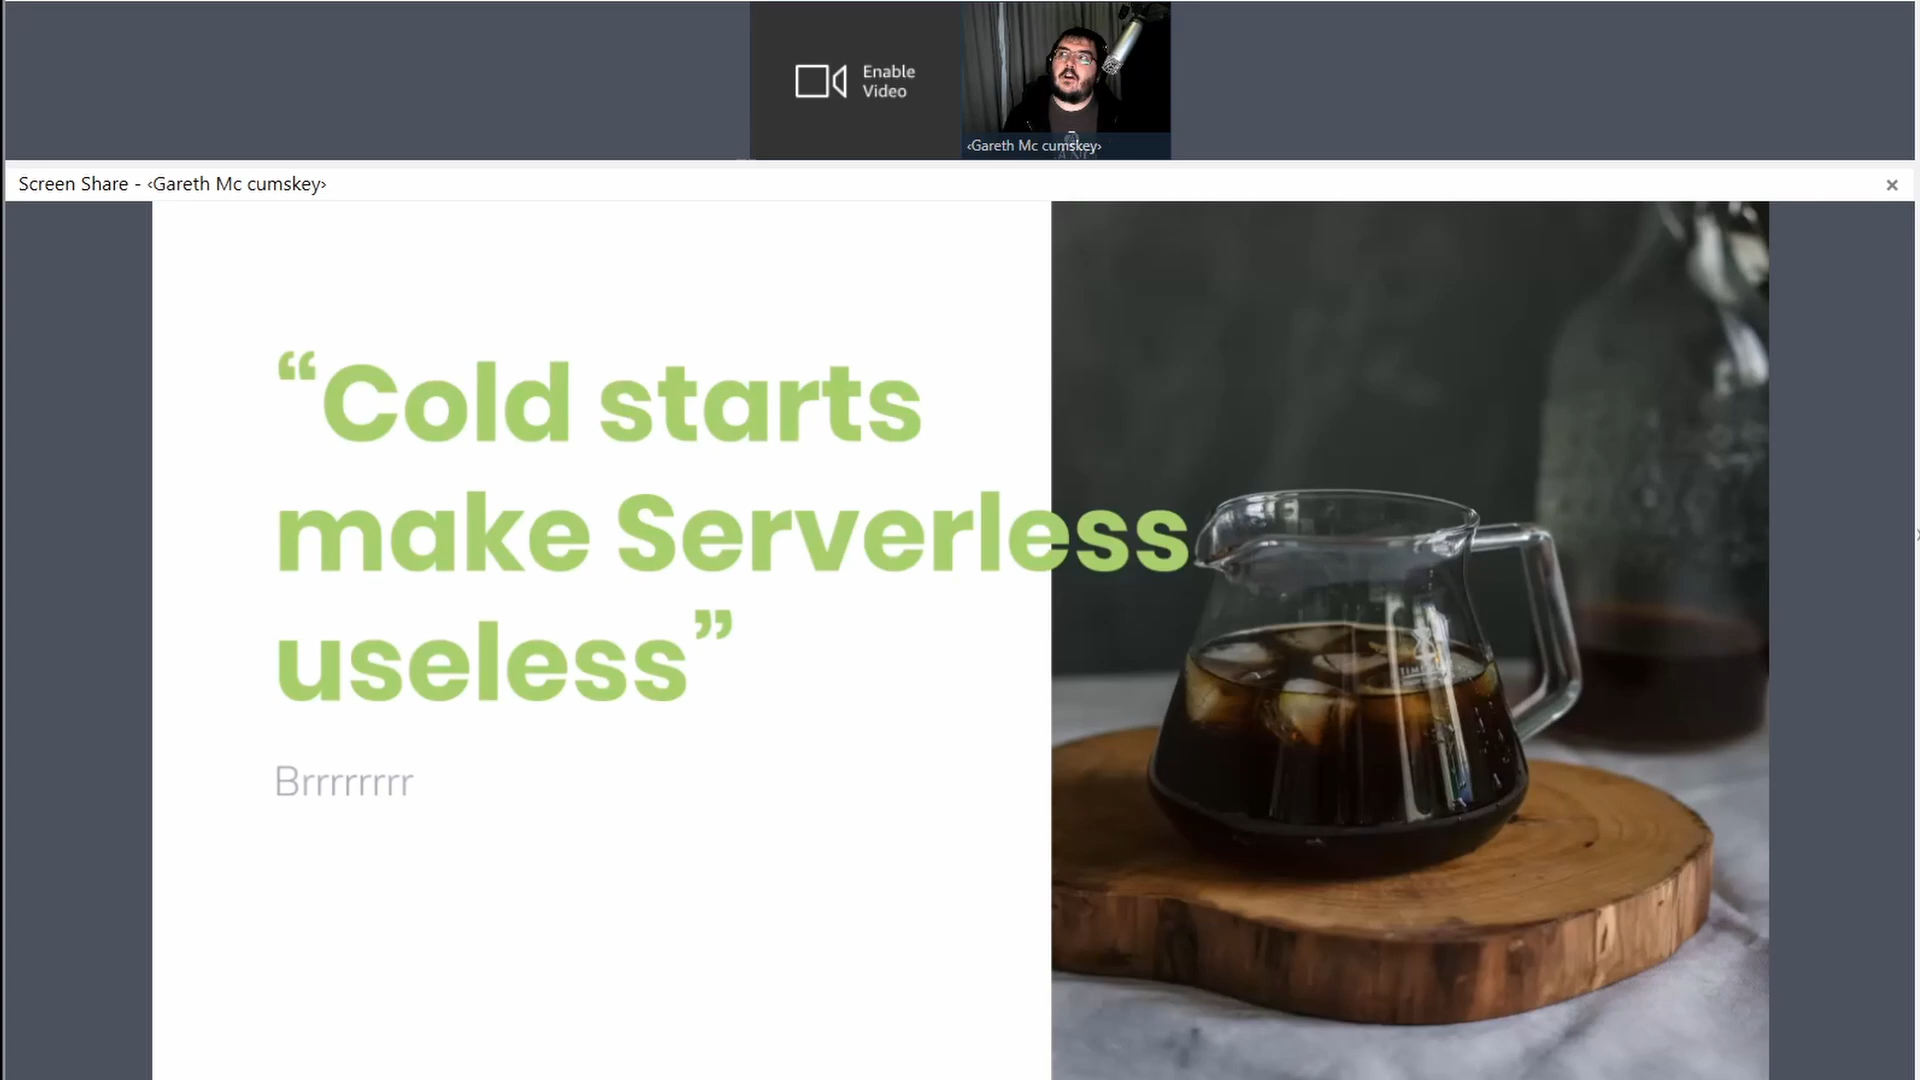 Enable
Video
‹Gareth Mc cumskey›
Screen Share - ‹Gareth Mc cumskey›
“Cold starts
make Serverless
useless”
Brrrrrrrr